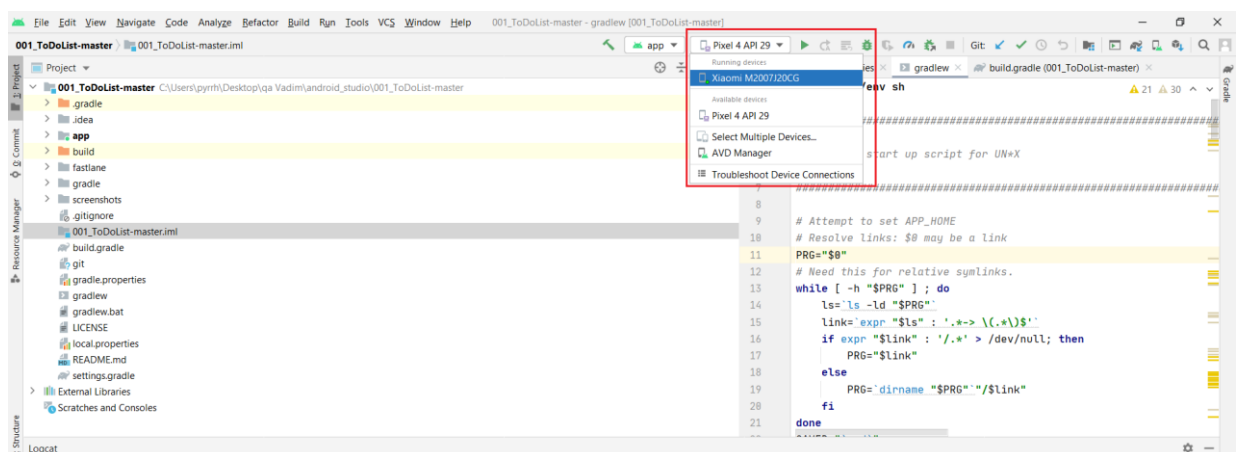 File Edit View Navigate Code Analyze Refactor Build Run Tools VCS Window Help 001_ToDoList-master - gradlew [001_ToDoList-master]
001_ToDoList-master 001_ToDoList-master.iml app Pixel 4 API 29 Git:
Project
Running devices
Xiaomi M2007J20CG
Available devices
Pixel 4 API 29
Select Multiple Devices...
AVD Manager
Troubleshoot Device Connections
gradlew build.gradle (001_ToDoList-master)
1: Project
Commit
Resource Manager
Structure
Gradle
001_ToDoList-master C:\Users\pyrrh\Desktop\qa Vadim\android_studio\001_ToDoList-master
.gradle
.idea
app
build
fastlane
gradle
screenshots
.gitignore
001_ToDoList-master.iml
build.gradle
git
gradle.properties
gradlew
gradlew.bat
LICENSE
local.properties
README.md
settings.gradle
External Libraries
Scratches and Consoles
/env sh
21 30
start up script for UN*X
8
9 # Attempt to set APP_HOME
10 # Resolve links: $0 may be a link
11 PRG="$0"
12 # Need this for relative symlinks.
13 while [ -h "$PRG" ] ; do
14 ls=`ls -ld "$PRG"`
15 link=`expr "$ls" : '.*-> \(.*\)$'`
16 if expr "$link" : '/.*' > /dev/null; then
17 PRG="$link"
18 else
19 PRG=`dirname "$PRG"`"/$link"
20 fi
21 done
Logcat